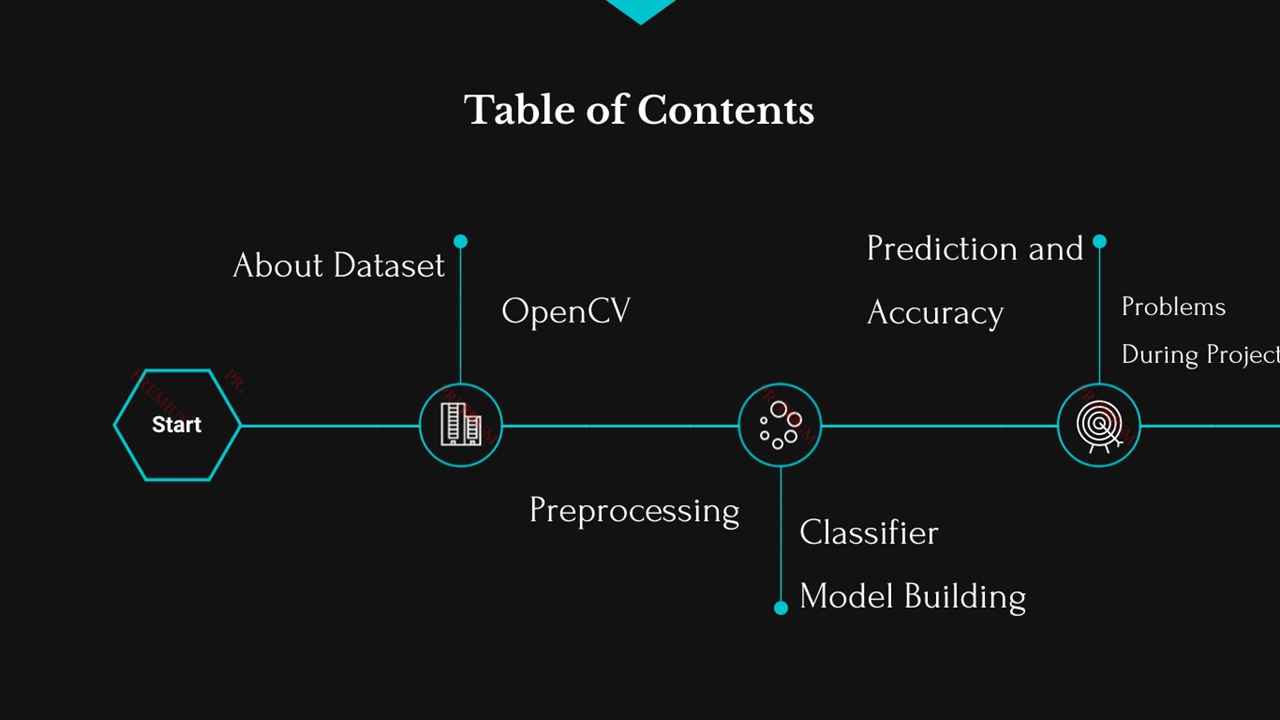 Table of Contents
About Dataset
OpenCV
Prediction and
Accuracy
Problems
During Project
Start
Preprocessing
Classifier
Model Building